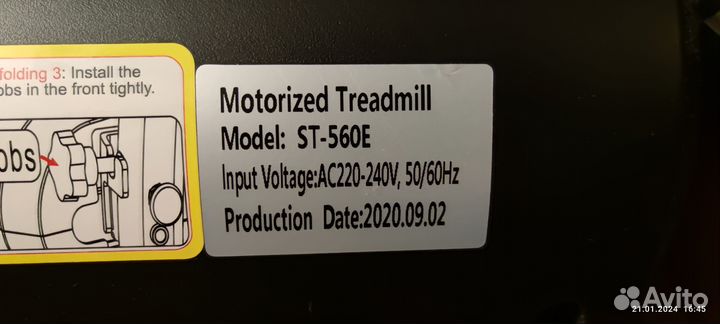 folding 3: Install the
obs in the front tightly.
obs
Motorized Treadmill
Model: ST-560E
Input Voltage:AC220-240V, 50/60Hz
Production Date:2020.09.02
Avito
21.01.2024 16:45